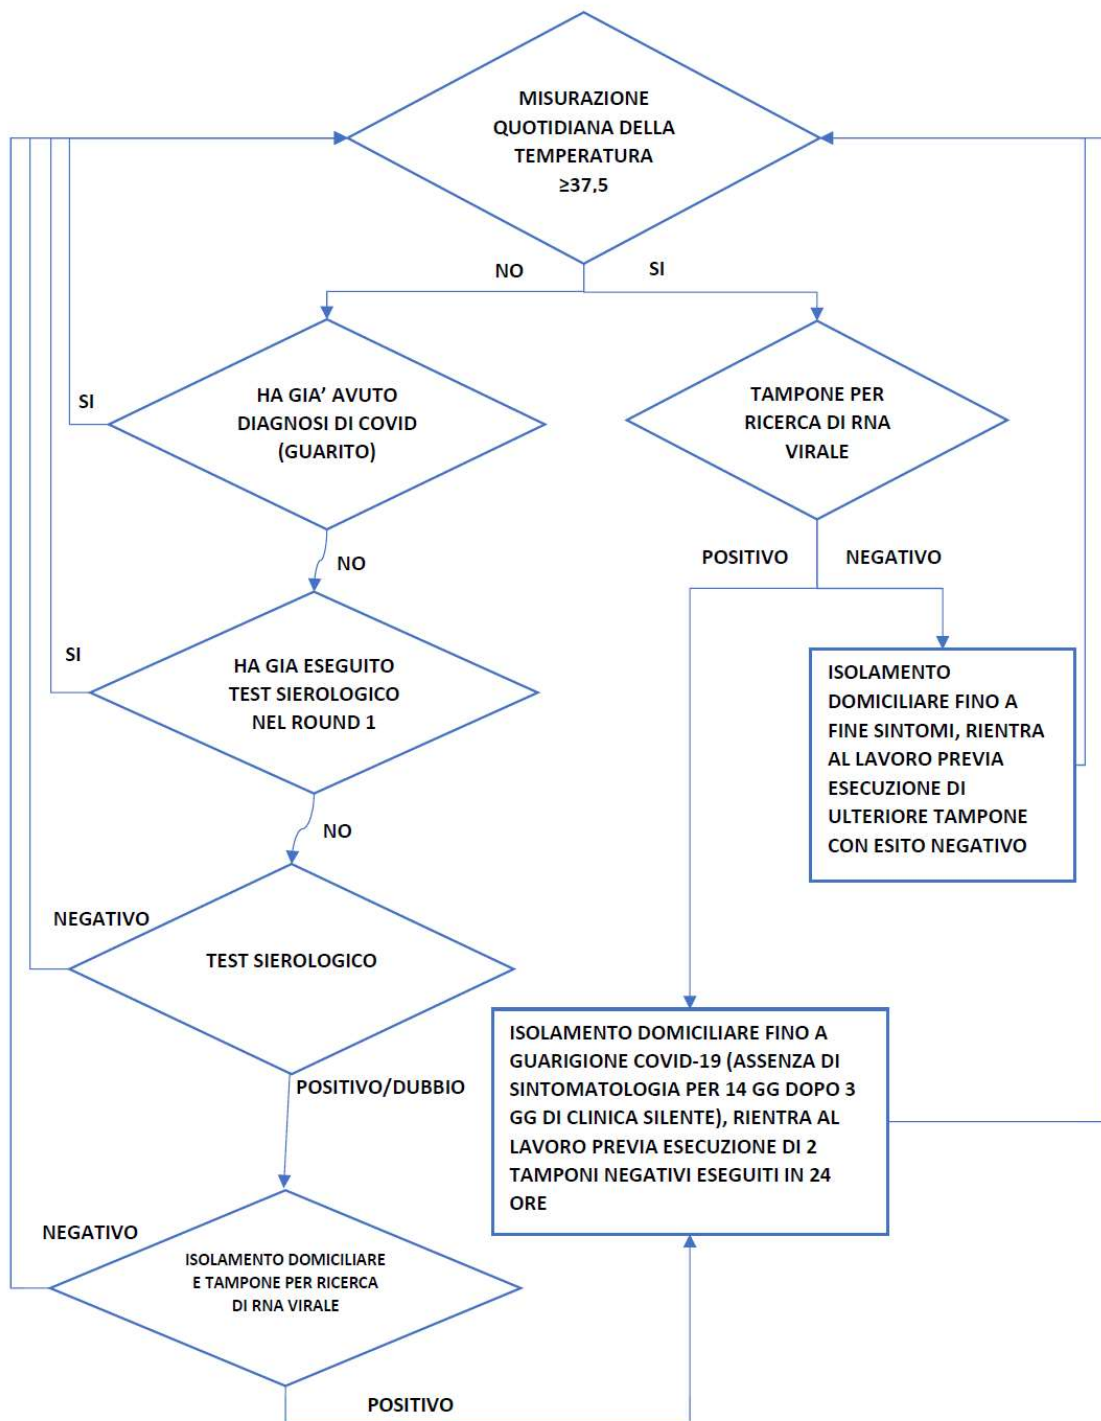 MISURAZIONE
QUOTIDIANA DELLA
TEMPERATURA
≥37,5
NO
SI
SI
HA GIA’ AVUTO
DIAGNOSI DI COVID
(GUARITO)
TAMPONE PER
RICERCA DI RNA
VIRALE
NO
POSITIVO
NEGATIVO
SI
HA GIA ESEGUITO
TEST SIEROLOGICO
NEL ROUND 1
ISOLAMENTO
DOMICILIARE FINO A
FINE SINTOMI, RIENTRA
AL LAVORO PREVIA
ESECUZIONE DI
ULTERIORE TAMPONE
CON ESITO NEGATIVO
NO
NEGATIVO
TEST SIEROLOGICO
POSITIVO/DUBBIO
ISOLAMENTO DOMICILIARE FINO A
GUARIGIONE COVID-19 (ASSENZA DI
SINTOMATOLOGIA PER 14 GG DOPO 3
GG DI CLINICA SILENTE), RIENTRA AL
LAVORO PREVIA ESECUZIONE DI 2
TAMPONI NEGATIVI ESEGUITI IN 24
ORE
NEGATIVO
ISOLAMENTO DOMICILIARE
E TAMPONE PER RICERCA
DI RNA VIRALE
POSITIVO